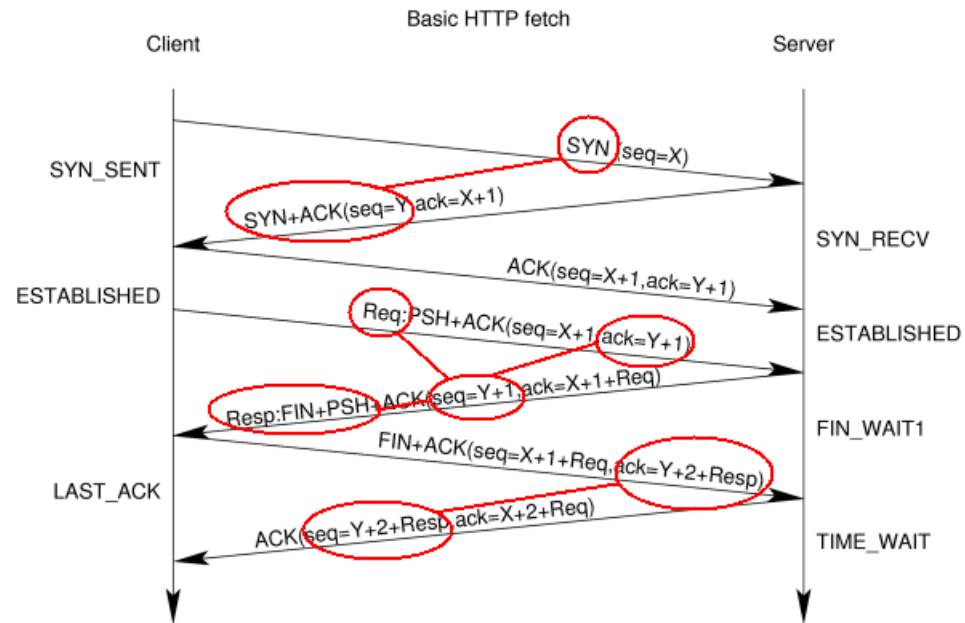 Basic HTTP fetch
Client
Server
SYN (seq=X)
SYN_SENT
SYN+ACK(seq=Y,ack=X+1)
SYN_RECV
ACK(seq=X+1,ack=Y+1)
ESTABLISHED
Req:PSH+ACK(seq=X+1,ack=Y+1)
ESTABLISHED
Resp:FIN+PSH+ACK(seq=Y+1,ack=X+1+Req)
FIN_WAIT1
FIN+ACK(seq=X+1+Req,ack=Y+2+Resp)
LAST_ACK
ACK(seq=Y+2+Resp,ack=X+2+Req)
TIME_WAIT